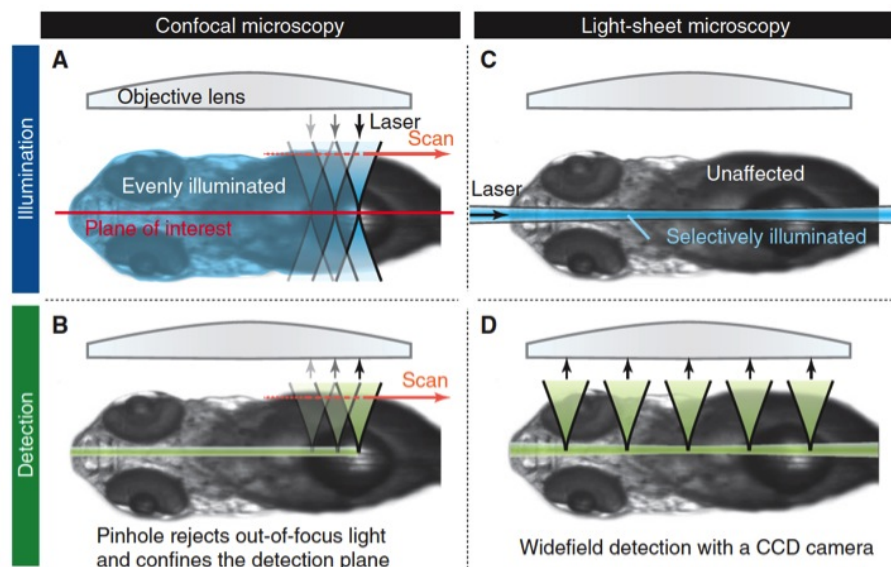 Confocal microscopy
Light-sheet microscopy
Illumination
A
Objective lens
Laser
Scan
Evenly illuminated
Plane of interest
C
Laser
Unaffected
Selectively illuminated
Detection
B
Scan
Pinhole rejects out-of-focus light
and confines the detection plane
D
Widefield detection with a CCD camera